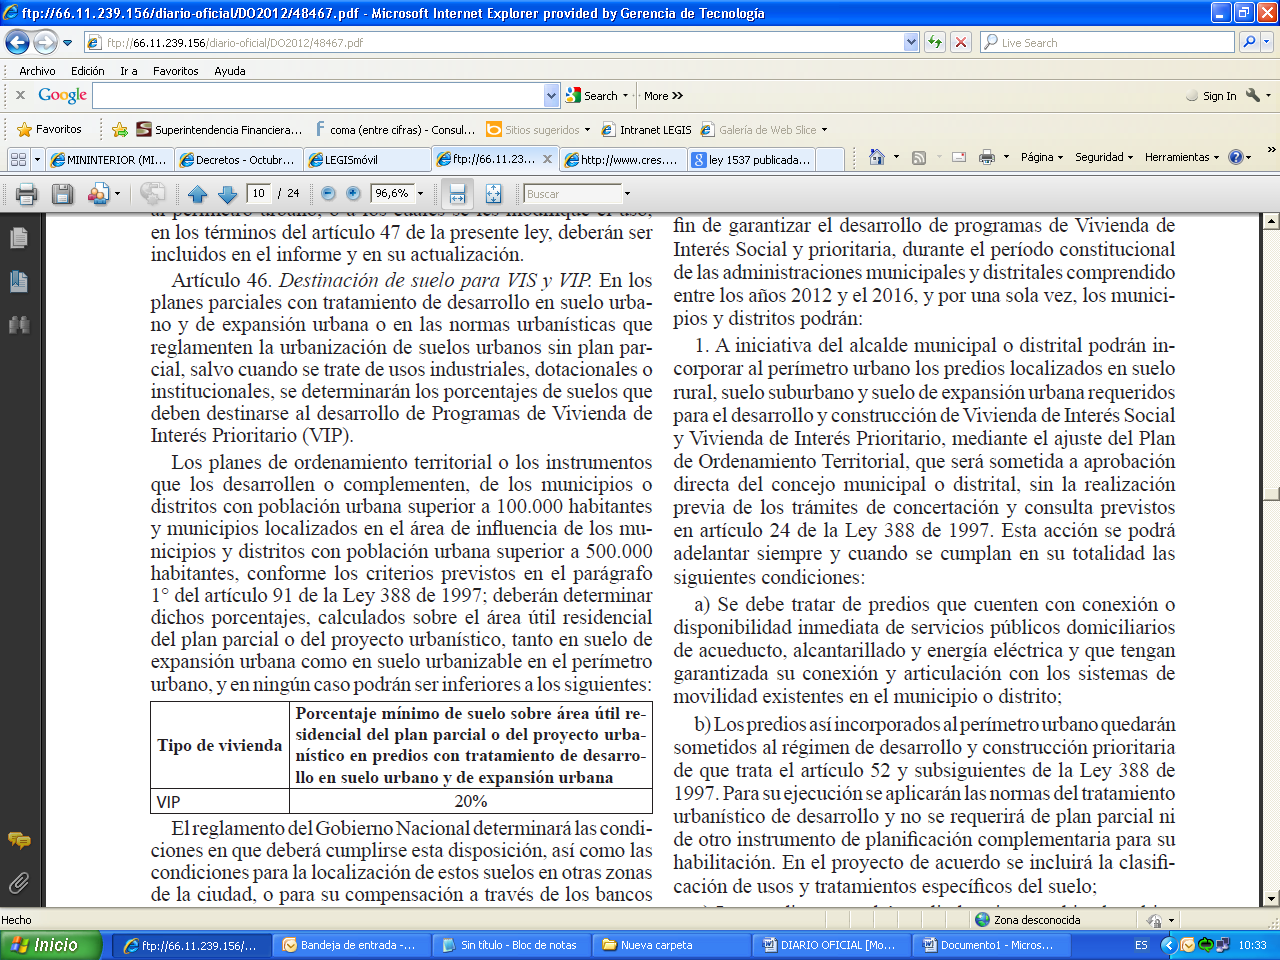 ftp://66.11.239.156/diario-oficial/DO2012/48467.pdf - Microsoft Internet Explorer provided by Gerencia de Tecnología
ftp://66.11.239.156/diario-oficial/DO2012/48467.pdf
Live Search
Archivo Edición Ir a Favoritos Ayuda
Google Search More Sign In
Favoritos Superintendencia Financiera... coma (entre cifras) - Consul... Sitios sugeridos Intranet LEGIS Galería de Web Slice
MININTERIOR (MI... Decretos - Octubr... LEGISmóvil ftp://66.11.23... http://www.cres.... ley 1537 publicada... Página Seguridad Herramientas
10 / 24 96,6% Buscar
al perímetro urbano, o a los cuales se les modifique el uso,
en los términos del artículo 47 de la presente ley, deberán ser
incluidos en el informe y en su actualización.
Artículo 46. Destinación de suelo para VIS y VIP. En los
planes parciales con tratamiento de desarrollo en suelo urba-
no y de expansión urbana o en las normas urbanísticas que
reglamenten la urbanización de suelos urbanos sin plan par-
cial, salvo cuando se trate de usos industriales, dotacionales o
institucionales, se determinarán los porcentajes de suelos que
deben destinarse al desarrollo de Programas de Vivienda de
Interés Prioritario (VIP).
Los planes de ordenamiento territorial o los instrumentos
que los desarrollen o complementen, de los municipios o
distritos con población urbana superior a 100.000 habitantes
y municipios localizados en el área de influencia de los mu-
nicipios y distritos con población urbana superior a 500.000
habitantes, conforme los criterios previstos en el parágrafo
1° del artículo 91 de la Ley 388 de 1997; deberán determinar
dichos porcentajes, calculados sobre el área útil residencial
del plan parcial o del proyecto urbanístico, tanto en suelo de
expansión urbana como en suelo urbanizable en el perímetro
urbano, y en ningún caso podrán ser inferiores a los siguientes:
Tipo de vivienda
Porcentaje mínimo de suelo sobre área útil re-
sidencial del plan parcial o del proyecto urba-
nístico en predios con tratamiento de desarro-
llo en suelo urbano y de expansión urbana
VIP 20%
El reglamento del Gobierno Nacional determinará las condi-
ciones en que deberá cumplirse esta disposición, así como las
condiciones para la localización de estos suelos en otras zonas
de la ciudad, o para su compensación a través de los bancos
fin de garantizar el desarrollo de programas de Vivienda de
Interés Social y prioritaria, durante el período constitucional
de las administraciones municipales y distritales comprendido
entre los años 2012 y el 2016, y por una sola vez, los munici-
pios y distritos podrán:
1. A iniciativa del alcalde municipal o distrital podrán in-
corporar al perímetro urbano los predios localizados en suelo
rural, suelo suburbano y suelo de expansión urbana requeridos
para el desarrollo y construcción de Vivienda de Interés Social
y Vivienda de Interés Prioritario, mediante el ajuste del Plan
de Ordenamiento Territorial, que será sometida a aprobación
directa del concejo municipal o distrital, sin la realización
previa de los trámites de concertación y consulta previstos
en artículo 24 de la Ley 388 de 1997. Esta acción se podrá
adelantar siempre y cuando se cumplan en su totalidad las
siguientes condiciones:
a) Se debe tratar de predios que cuenten con conexión o
disponibilidad inmediata de servicios públicos domiciliarios
de acueducto, alcantarillado y energía eléctrica y que tengan
garantizada su conexión y articulación con los sistemas de
movilidad existentes en el municipio o distrito;
b) Los predios así incorporados al perímetro urbano quedarán
sometidos al régimen de desarrollo y construcción prioritaria
de que trata el artículo 52 y subsiguientes de la Ley 388 de
1997. Para su ejecución se aplicarán las normas del tratamiento
urbanístico de desarrollo y no se requerirá de plan parcial ni
de otro instrumento de planificación complementaria para su
habilitación. En el proyecto de acuerdo se incluirá la clasifi-
cación de usos y tratamientos específicos del suelo;
Hecho Zona desconocida
Inicio ftp://66.11.239.156/... Bandeja de entrada -... Sin título - Bloc de notas Nueva carpeta DIARIO OFICIAL [Mo... Documento1 - Micros... ES 10:33